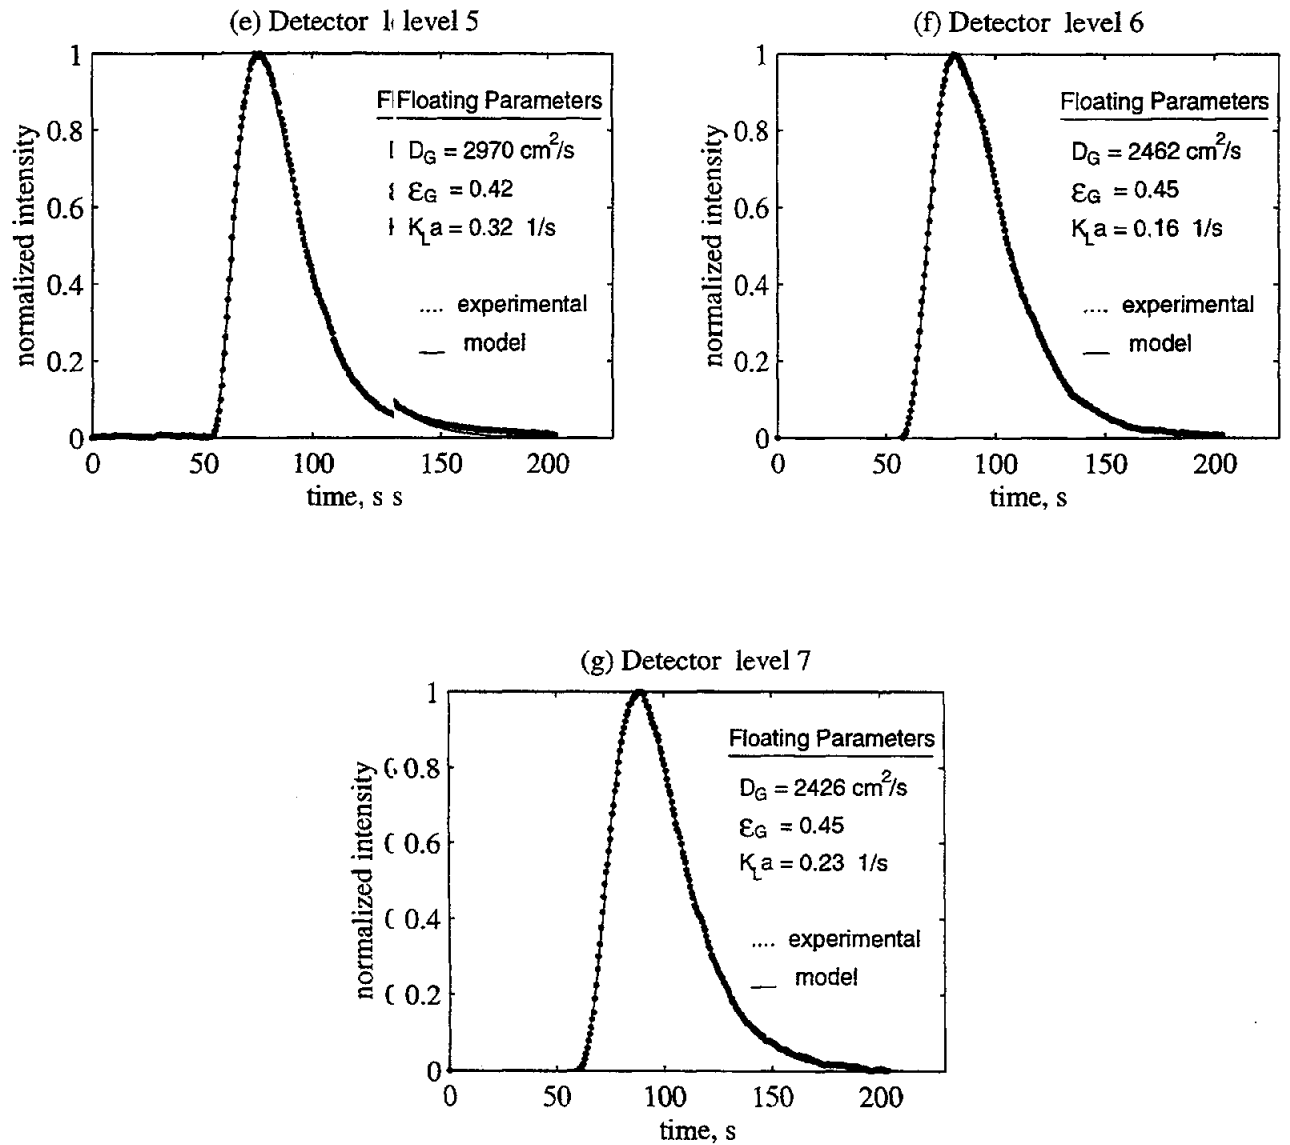 (e) Detector l level 5
1
0.8
0.6
0.4
0.2
0
normalized intensity
Floating Parameters
D_G = 2970 cm²/s
ε_G = 0.42
K_La = 0.32 1/s
.... experimental
__ model
0 50 100 150 200
time, s s
(f) Detector level 6
1
0.8
0.6
0.4
0.2
0
normalized intensity
Floating Parameters
D_G = 2462 cm²/s
ε_G = 0.45
K_La = 0.16 1/s
.... experimental
__ model
0 50 100 150 200
time, s
(g) Detector level 7
1
0.8
0.6
0.4
0.2
0
normalized intensity
Floating Parameters
D_G = 2426 cm²/s
ε_G = 0.45
K_La = 0.23 1/s
.... experimental
__ model
0 50 100 150 200
time, s